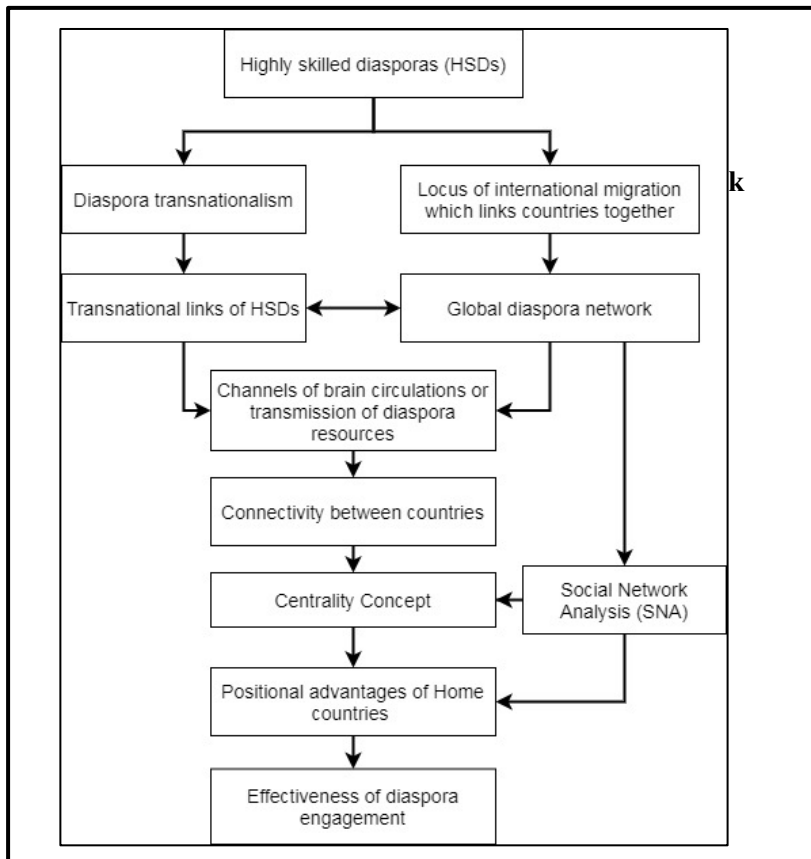 Highly skilled diasporas (HSDs)
Diaspora transnationalism
Locus of international migration
which links countries together
k
Transnational links of HSDs
Global diaspora network
Channels of brain circulations or
transmission of diaspora
resources
Connectivity between countries
Centrality Concept
Social Network
Analysis (SNA)
Positional advantages of Home
countries
Effectiveness of diaspora
engagement